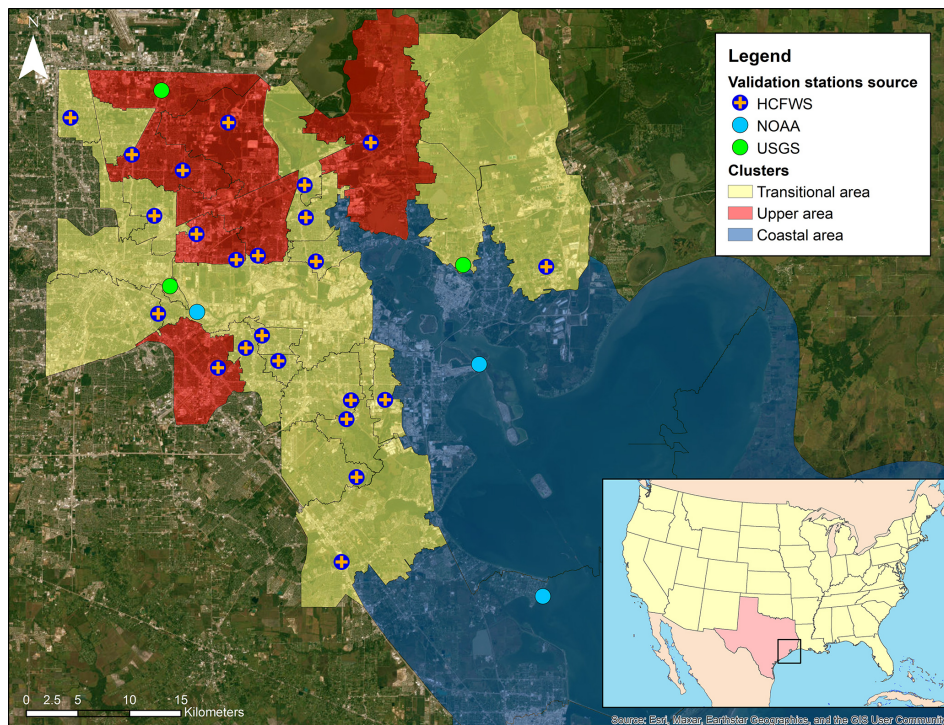 N
Legend
Validation stations source
HCFWS
NOAA
USGS
Clusters
Transitional area
Upper area
Coastal area
0 2.5 5 10 15
Kilometers
Source: Esri, Maxar, Earthstar Geographics, and the GIS User Communit